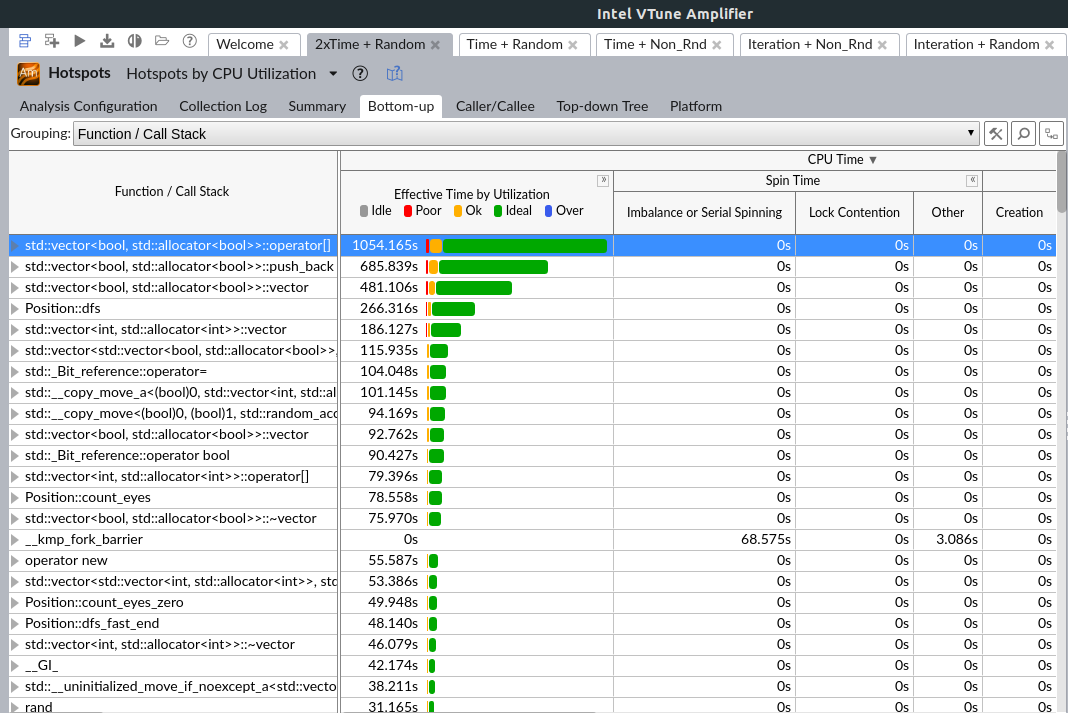 Intel VTune Amplifier
Welcome 2xTime + Random Time + Random Time + Non_Rnd Iteration + Non_Rnd Interation + Random
Hotspots Hotspots by CPU Utilization
Analysis Configuration Collection Log Summary Bottom-up Caller/Callee Top-down Tree Platform
Grouping: Function / Call Stack
CPU Time
Function / Call Stack Effective Time by Utilization Spin Time
Idle Poor Ok Ideal Over Imbalance or Serial Spinning Lock Contention Other Creation
std::vector<bool, std::allocator<bool>>::operator[] 1054.165s 0s 0s 0s 0s
std::vector<bool, std::allocator<bool>>::push_back 685.839s 0s 0s 0s 0s
std::vector<bool, std::allocator<bool>>::vector 481.106s 0s 0s 0s 0s
Position::dfs 266.316s 0s 0s 0s 0s
std::vector<int, std::allocator<int>>::vector 186.127s 0s 0s 0s 0s
std::vector<std::vector<bool, std::allocator<bool>>, 115.935s 0s 0s 0s 0s
std::_Bit_reference::operator= 104.048s 0s 0s 0s 0s
std::__copy_move_a<(bool)0, std::vector<int, std::al 101.145s 0s 0s 0s 0s
std::__copy_move<(bool)0, (bool)1, std::random_acc 94.169s 0s 0s 0s 0s
std::vector<bool, std::allocator<bool>>::vector 92.762s 0s 0s 0s 0s
std::_Bit_reference::operator bool 90.427s 0s 0s 0s 0s
std::vector<int, std::allocator<int>>::operator[] 79.396s 0s 0s 0s 0s
Position::count_eyes 78.558s 0s 0s 0s 0s
std::vector<bool, std::allocator<bool>>::~vector 75.970s 0s 0s 0s 0s
__kmp_fork_barrier 0s 68.575s 0s 3.086s 0s
operator new 55.587s 0s 0s 0s 0s
std::vector<std::vector<int, std::allocator<int>>, std 53.386s 0s 0s 0s 0s
Position::count_eyes_zero 49.948s 0s 0s 0s 0s
Position::dfs_fast_end 48.140s 0s 0s 0s 0s
std::vector<int, std::allocator<int>>::~vector 46.079s 0s 0s 0s 0s
__GI_ 42.174s 0s 0s 0s 0s
std::__uninitialized_move_if_noexcept_a<std::vecto 38.211s 0s 0s 0s 0s
rand 31.165s 0s 0s 0s 0s